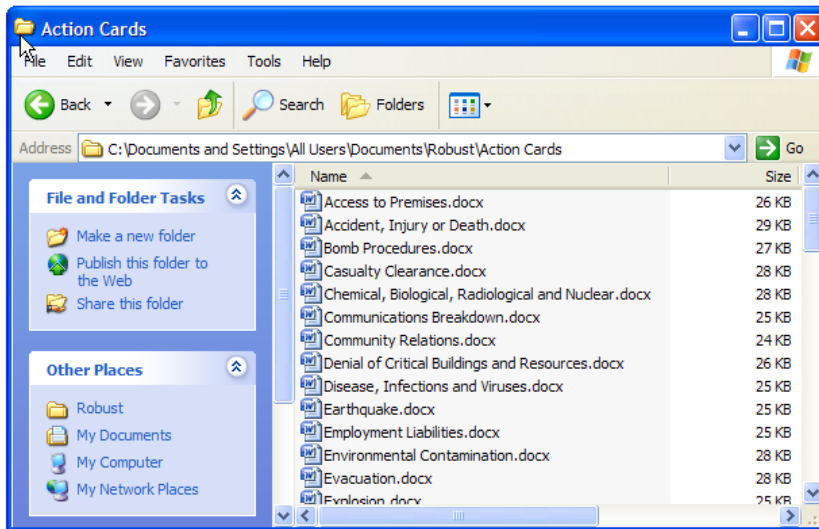 Action Cards
File Edit View Favorites Tools Help
Back Search Folders
Address C:\Documents and Settings\All Users\Documents\Robust\Action Cards Go
File and Folder Tasks
Make a new folder
Publish this folder to
the Web
Share this folder
Other Places
Robust
My Documents
My Computer
My Network Places
Name Size
Access to Premises.docx 26 KB
Accident, Injury or Death.docx 29 KB
Bomb Procedures.docx 27 KB
Casualty Clearance.docx 28 KB
Chemical, Biological, Radiological and Nuclear.docx 28 KB
Communications Breakdown.docx 25 KB
Community Relations.docx 24 KB
Denial of Critical Buildings and Resources.docx 26 KB
Disease, Infections and Viruses.docx 25 KB
Earthquake.docx 25 KB
Employment Liabilities.docx 25 KB
Environmental Contamination.docx 28 KB
Evacuation.docx 28 KB
Explosion.docx 25 KB